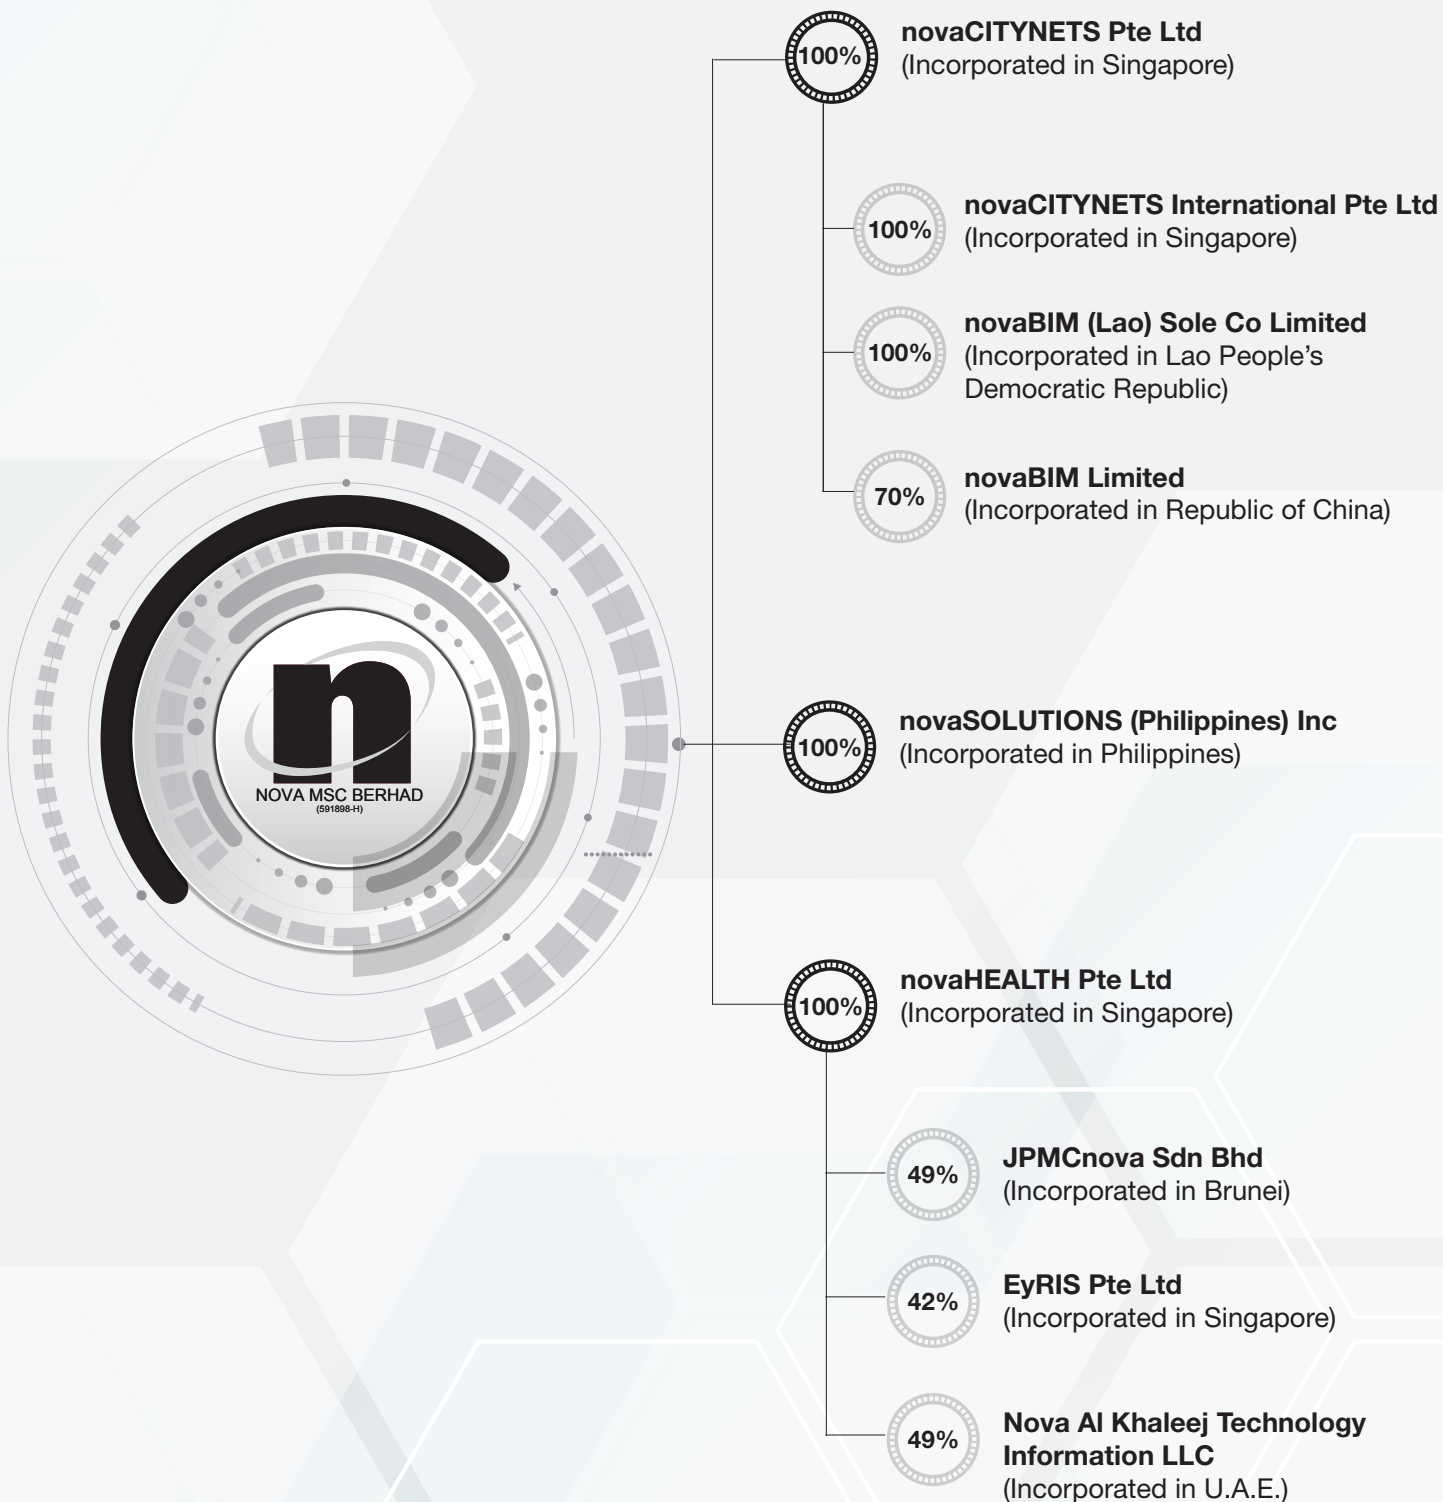 100%
novaCITYNETS Pte Ltd
(Incorporated in Singapore)
100%
novaCITYNETS International Pte Ltd
(Incorporated in Singapore)
100%
novaBIM (Lao) Sole Co Limited
(Incorporated in Lao People’s
Democratic Republic)
70%
novaBIM Limited
(Incorporated in Republic of China)
n
NOVA MSC BERHAD
(591898-H)
100%
novaSOLUTIONS (Philippines) Inc
(Incorporated in Philippines)
100%
novaHEALTH Pte Ltd
(Incorporated in Singapore)
49%
JPMCnova Sdn Bhd
(Incorporated in Brunei)
42%
EyRIS Pte Ltd
(Incorporated in Singapore)
49%
Nova Al Khaleej Technology
Information LLC
(Incorporated in U.A.E.)